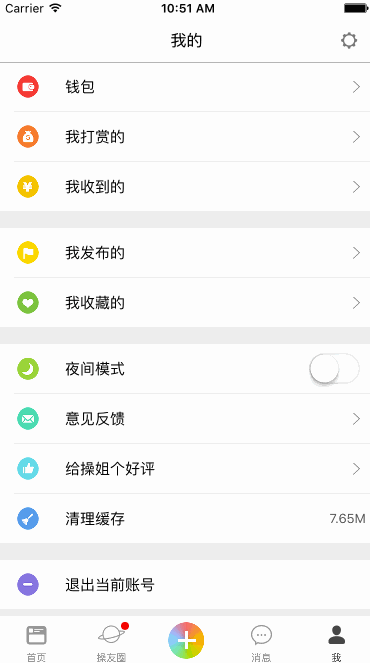 Carrier 10:51 AM
我的
钱包
我打赏的
我收到的
我发布的
我收藏的
夜间模式
意见反馈
给操姐个好评
清理缓存 7.65M
退出当前账号
首页 操友圈 消息 我